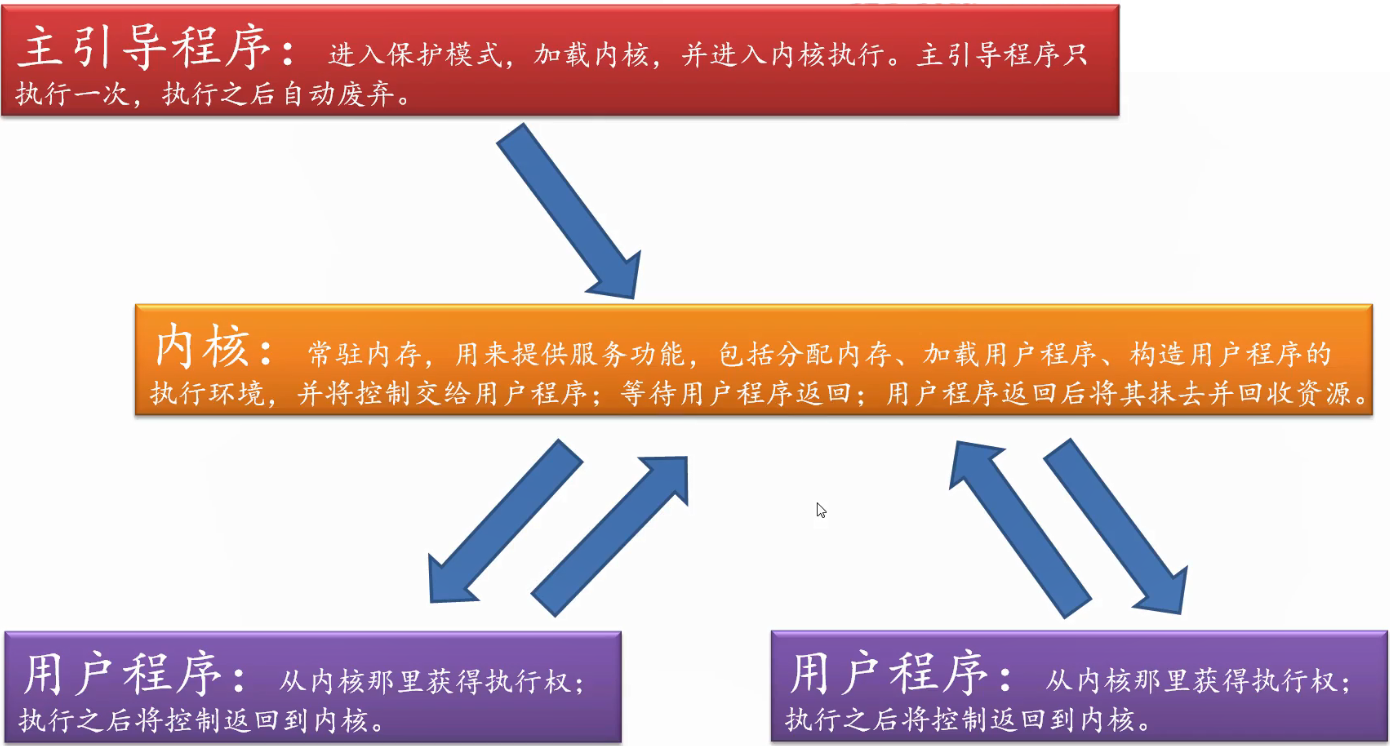 主引导程序：进入保护模式，加载内核，并进入内核执行。主引导程序只
执行一次，执行之后自动废弃。
内核：常驻内存，用来提供服务功能，包括分配内存、加载用户程序、构造用户程序的
执行环境，并将控制交给用户程序；等待用户程序返回；用户程序返回后将其抹去并回收资源。
用户程序：从内核那里获得执行权；
执行之后将控制返回到内核。
用户程序：从内核那里获得执行权；
执行之后将控制返回到内核。